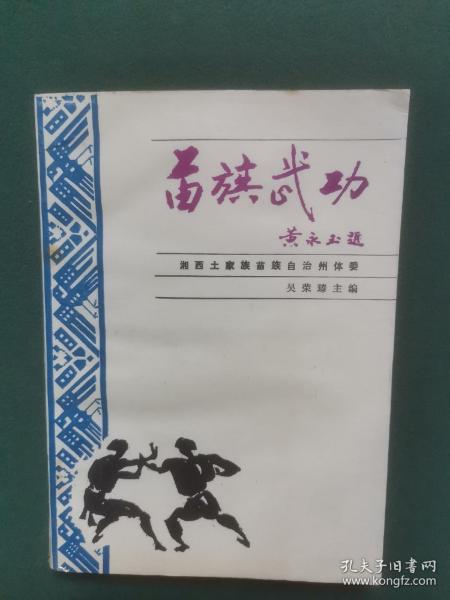 苗族武功
黄永玉题
湘西土家族苗族自治州体委
吴荣臻主编
孔夫子旧书网
www.kongfz.com